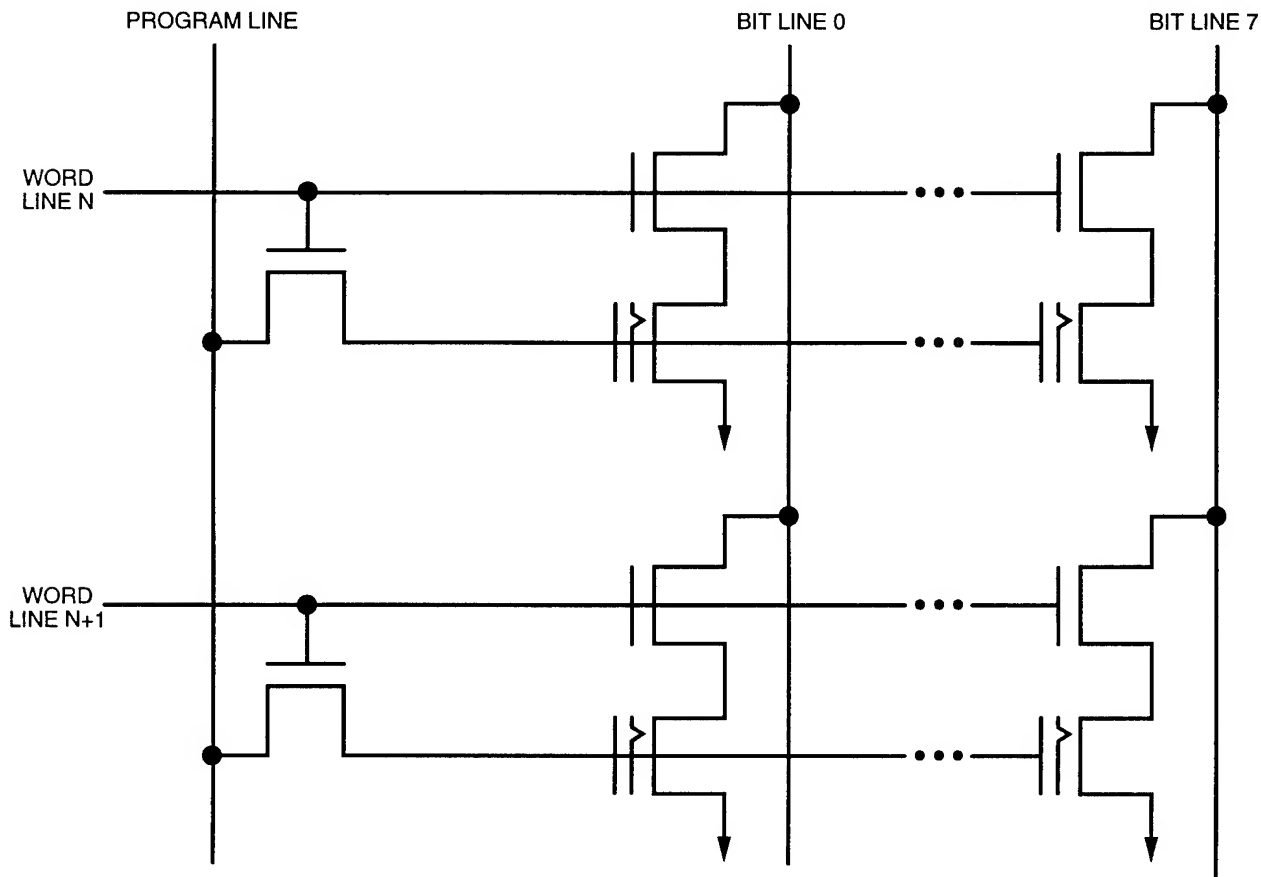 PROGRAM LINE
BIT LINE 0
BIT LINE 7
WORD
LINE N
WORD
LINE N+1